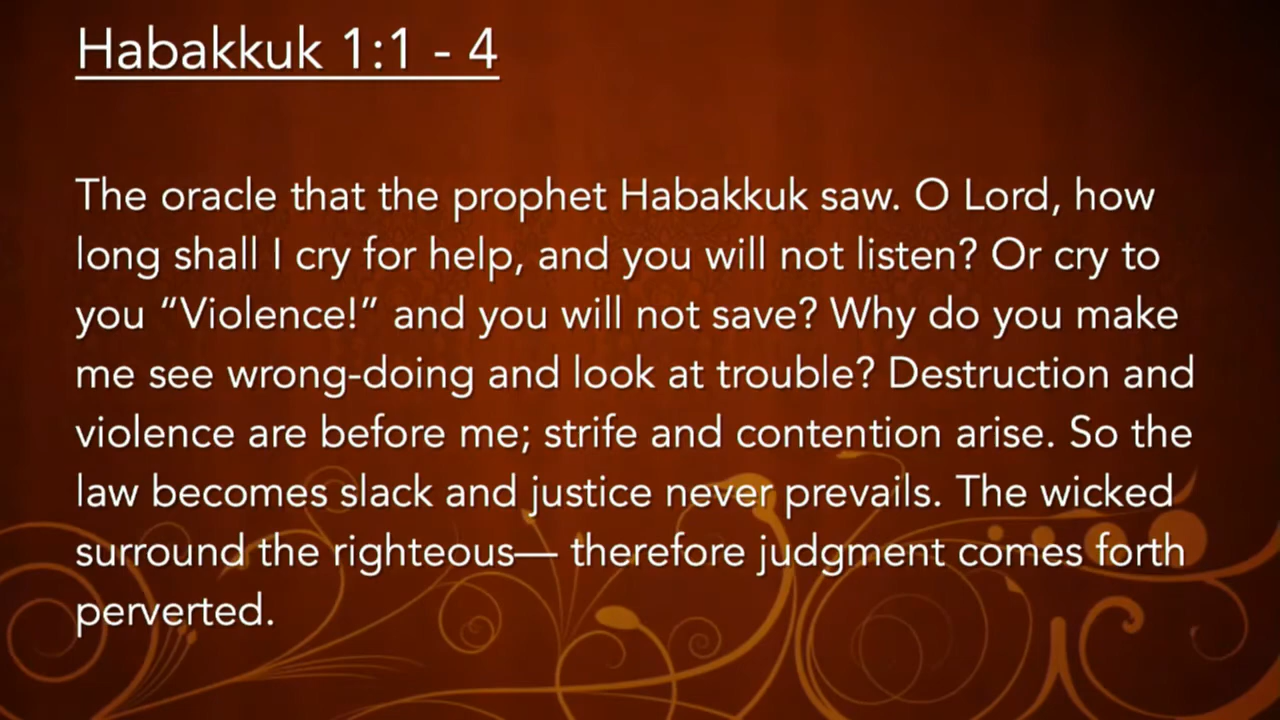 Habakkuk 1:1 - 4
The oracle that the prophet Habakkuk saw. O Lord, how
long shall I cry for help, and you will not listen? Or cry to
you “Violence!” and you will not save? Why do you make
me see wrong-doing and look at trouble? Destruction and
violence are before me; strife and contention arise. So the
law becomes slack and justice never prevails. The wicked
surround the righteous— therefore judgment comes forth
perverted.